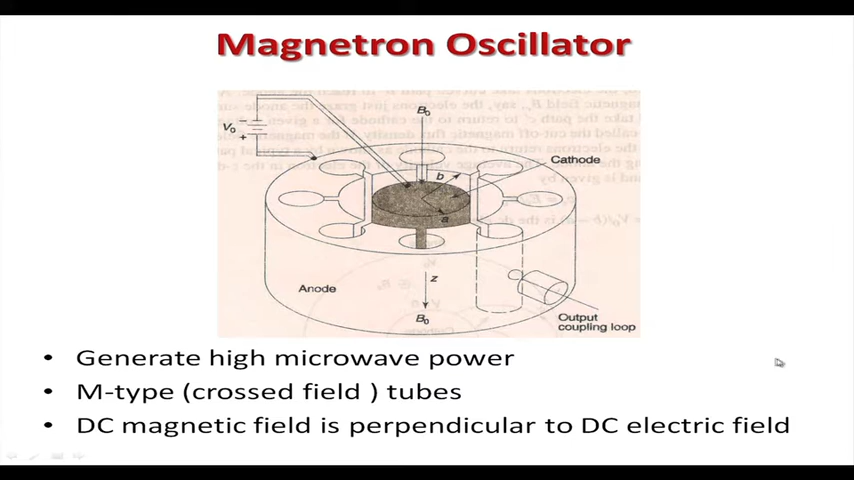 Magnetron Oscillator
B₀
V₀
−
+
Cathode
b
a
z
Anode
B₀
Output
coupling loop
• Generate high microwave power
• M-type (crossed field ) tubes
• DC magnetic field is perpendicular to DC electric field